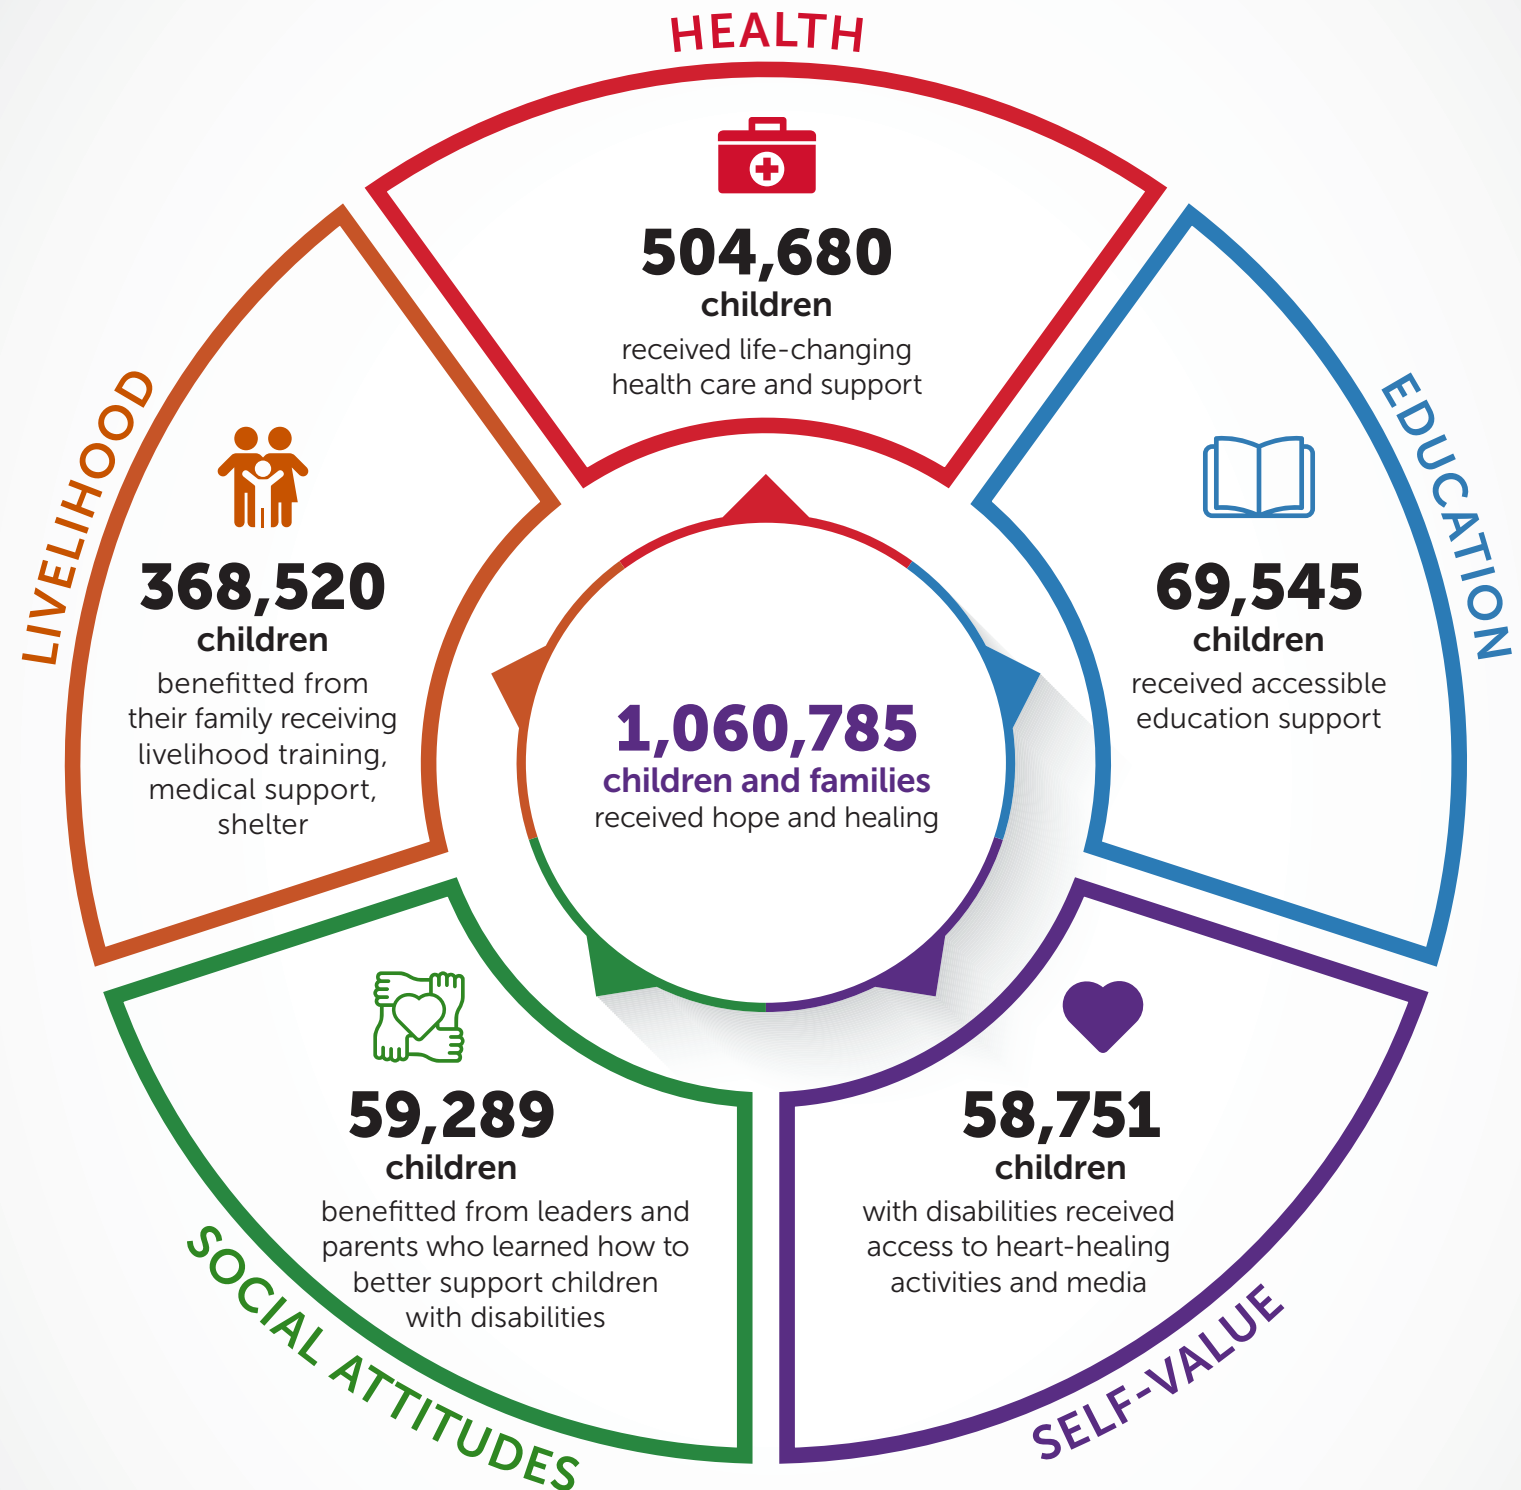 HEALTH
504,680
children
received life-changing
health care and support
EDUCATION
69,545
children
received accessible
education support
SELF-VALUE
58,751
children
with disabilities received
access to heart-healing
activities and media
SOCIAL ATTITUDES
59,289
children
benefitted from leaders and
parents who learned how to
better support children
with disabilities
LIVELIHOOD
368,520
children
benefitted from
their family receiving
livelihood training,
medical support,
shelter
1,060,785
children and families
received hope and healing